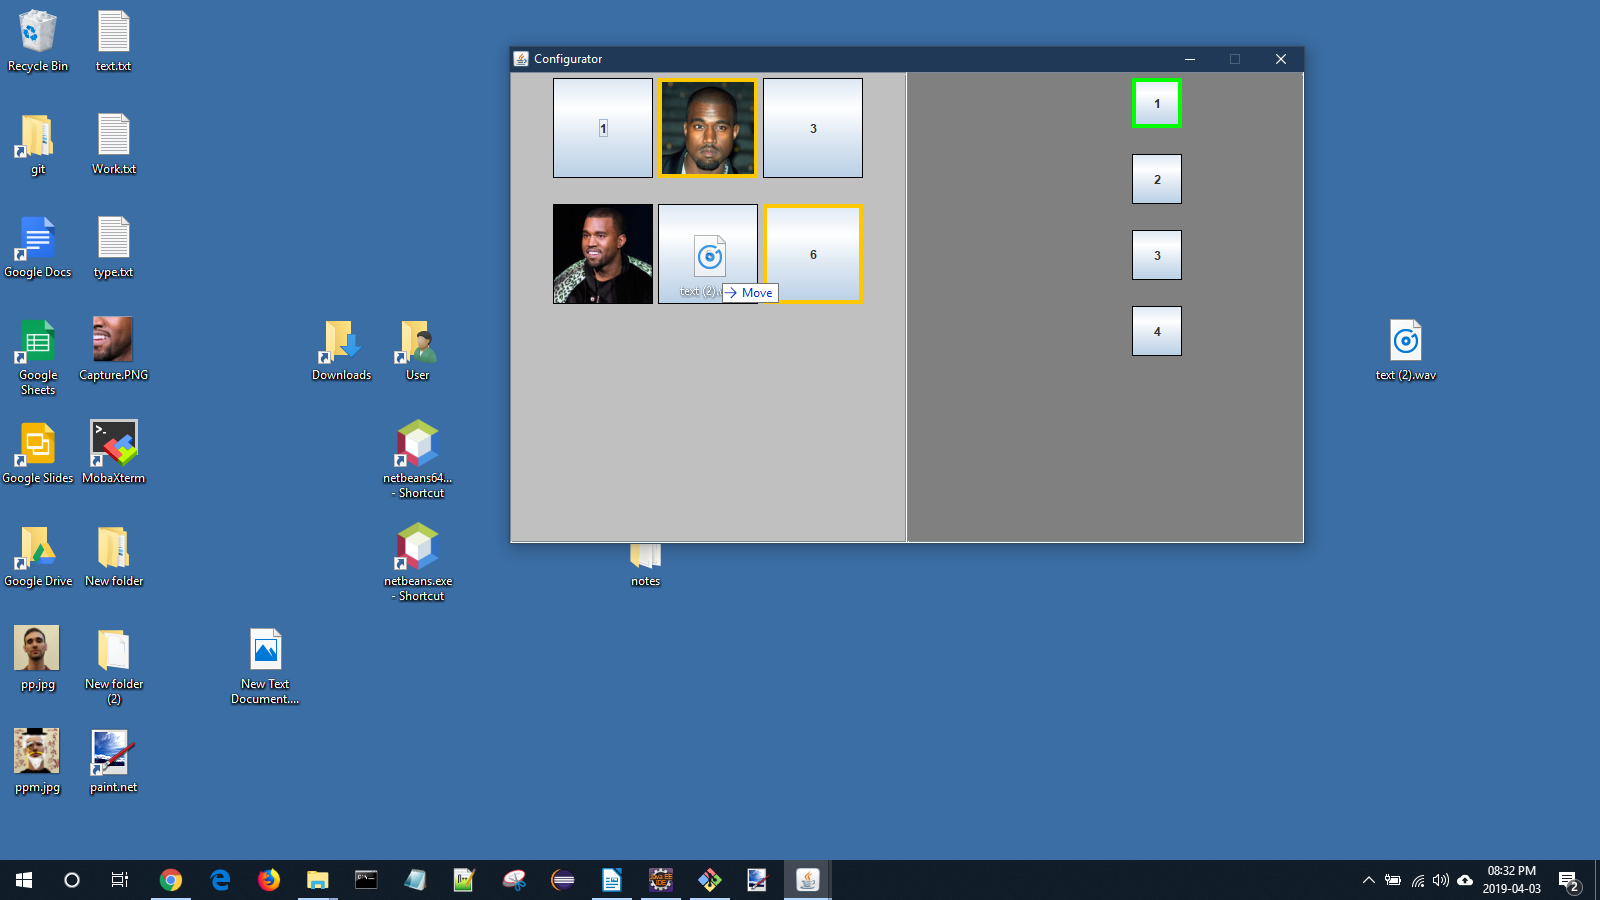 Recycle Bin
text.txt
git
Work.txt
Google Docs
type.txt
Google
Sheets
Capture.PNG
Downloads
User
Google Slides
MobaXterm
netbeans64...
- Shortcut
Google Drive
New folder
netbeans.exe
- Shortcut
notes
pp.jpg
New folder
(2)
New Text
Document....
ppm.jpg
paint.net
Configurator
1
3
text (2).
Move
6
1
2
3
4
text (2).wav
08:32 PM
2019-04-03
2